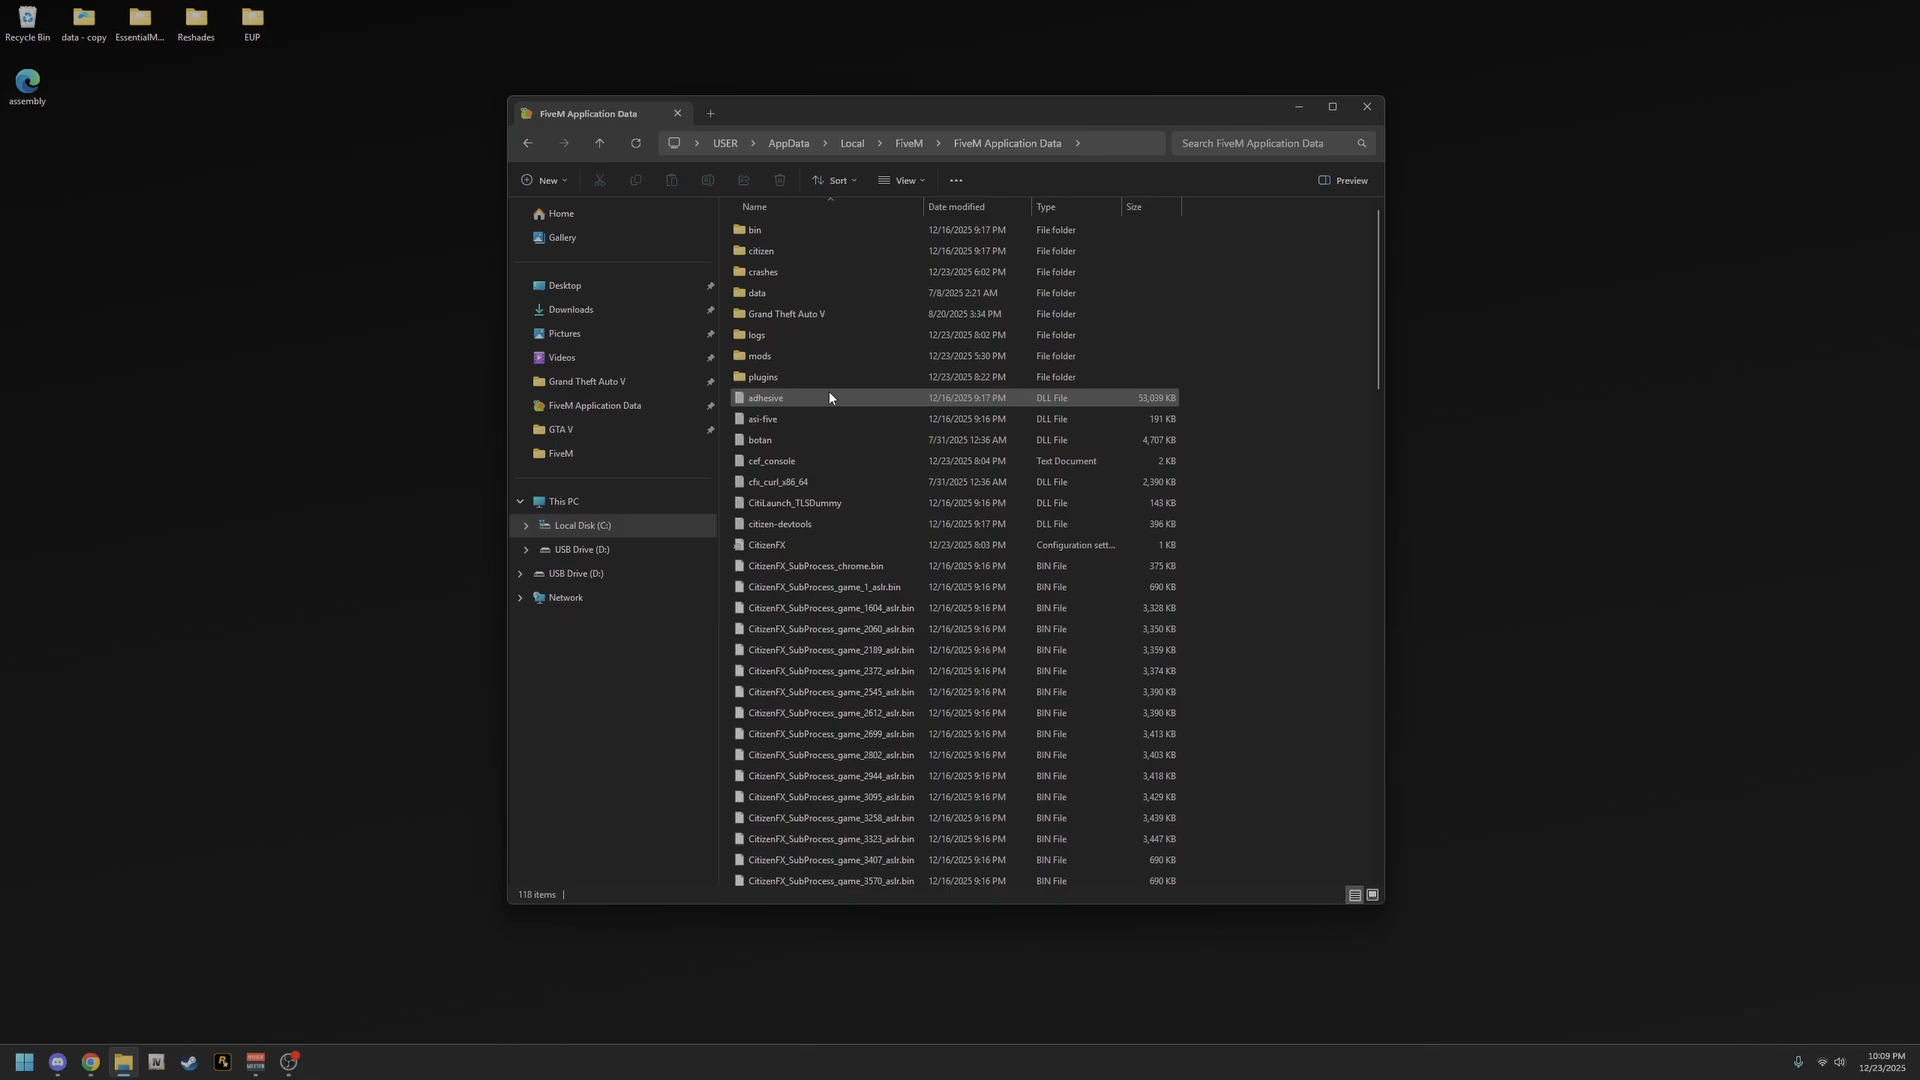 Recycle Bin
data - copy
EssentialM...
Reshades
EUP
assembly
FiveM Application Data
USER > AppData > Local > FiveM > FiveM Application Data >
Search FiveM Application Data
New
Sort
View
Preview
Home
Gallery
Desktop
Downloads
Pictures
Videos
Grand Theft Auto V
FiveM Application Data
GTA V
FiveM
This PC
Local Disk (C:)
USB Drive (D:)
USB Drive (D:)
Network
Name Date modified Type Size
bin 12/16/2025 9:17 PM File folder
citizen 12/16/2025 9:17 PM File folder
crashes 12/23/2025 6:02 PM File folder
data 7/8/2025 2:21 AM File folder
Grand Theft Auto V 8/20/2025 3:34 PM File folder
logs 12/23/2025 8:02 PM File folder
mods 12/23/2025 5:30 PM File folder
plugins 12/23/2025 8:22 PM File folder
adhesive 12/16/2025 9:17 PM DLL File 53,039 KB
asi-five 12/16/2025 9:16 PM DLL File 191 KB
botan 7/31/2025 12:36 AM DLL File 4,707 KB
cef_console 12/23/2025 8:04 PM Text Document 2 KB
cfx_curl_x86_64 7/31/2025 12:36 AM DLL File 2,390 KB
CitiLaunch_TLSDummy 12/16/2025 9:16 PM DLL File 143 KB
citizen-devtools 12/16/2025 9:17 PM DLL File 396 KB
CitizenFX 12/23/2025 8:03 PM Configuration sett... 1 KB
CitizenFX_SubProcess_chrome.bin 12/16/2025 9:16 PM BIN File 375 KB
CitizenFX_SubProcess_game_1_aslr.bin 12/16/2025 9:16 PM BIN File 690 KB
CitizenFX_SubProcess_game_1604_aslr.bin 12/16/2025 9:16 PM BIN File 3,328 KB
CitizenFX_SubProcess_game_2060_aslr.bin 12/16/2025 9:16 PM BIN File 3,350 KB
CitizenFX_SubProcess_game_2189_aslr.bin 12/16/2025 9:16 PM BIN File 3,359 KB
CitizenFX_SubProcess_game_2372_aslr.bin 12/16/2025 9:16 PM BIN File 3,374 KB
CitizenFX_SubProcess_game_2545_aslr.bin 12/16/2025 9:16 PM BIN File 3,390 KB
CitizenFX_SubProcess_game_2612_aslr.bin 12/16/2025 9:16 PM BIN File 3,390 KB
CitizenFX_SubProcess_game_2699_aslr.bin 12/16/2025 9:16 PM BIN File 3,413 KB
CitizenFX_SubProcess_game_2802_aslr.bin 12/16/2025 9:16 PM BIN File 3,403 KB
CitizenFX_SubProcess_game_2944_aslr.bin 12/16/2025 9:16 PM BIN File 3,418 KB
CitizenFX_SubProcess_game_3095_aslr.bin 12/16/2025 9:16 PM BIN File 3,429 KB
CitizenFX_SubProcess_game_3258_aslr.bin 12/16/2025 9:16 PM BIN File 3,439 KB
CitizenFX_SubProcess_game_3323_aslr.bin 12/16/2025 9:16 PM BIN File 3,447 KB
CitizenFX_SubProcess_game_3407_aslr.bin 12/16/2025 9:16 PM BIN File 690 KB
CitizenFX_SubProcess_game_3570_aslr.bin 12/16/2025 9:16 PM BIN File 690 KB
118 items
IV
R
10:09 PM
12/23/2025